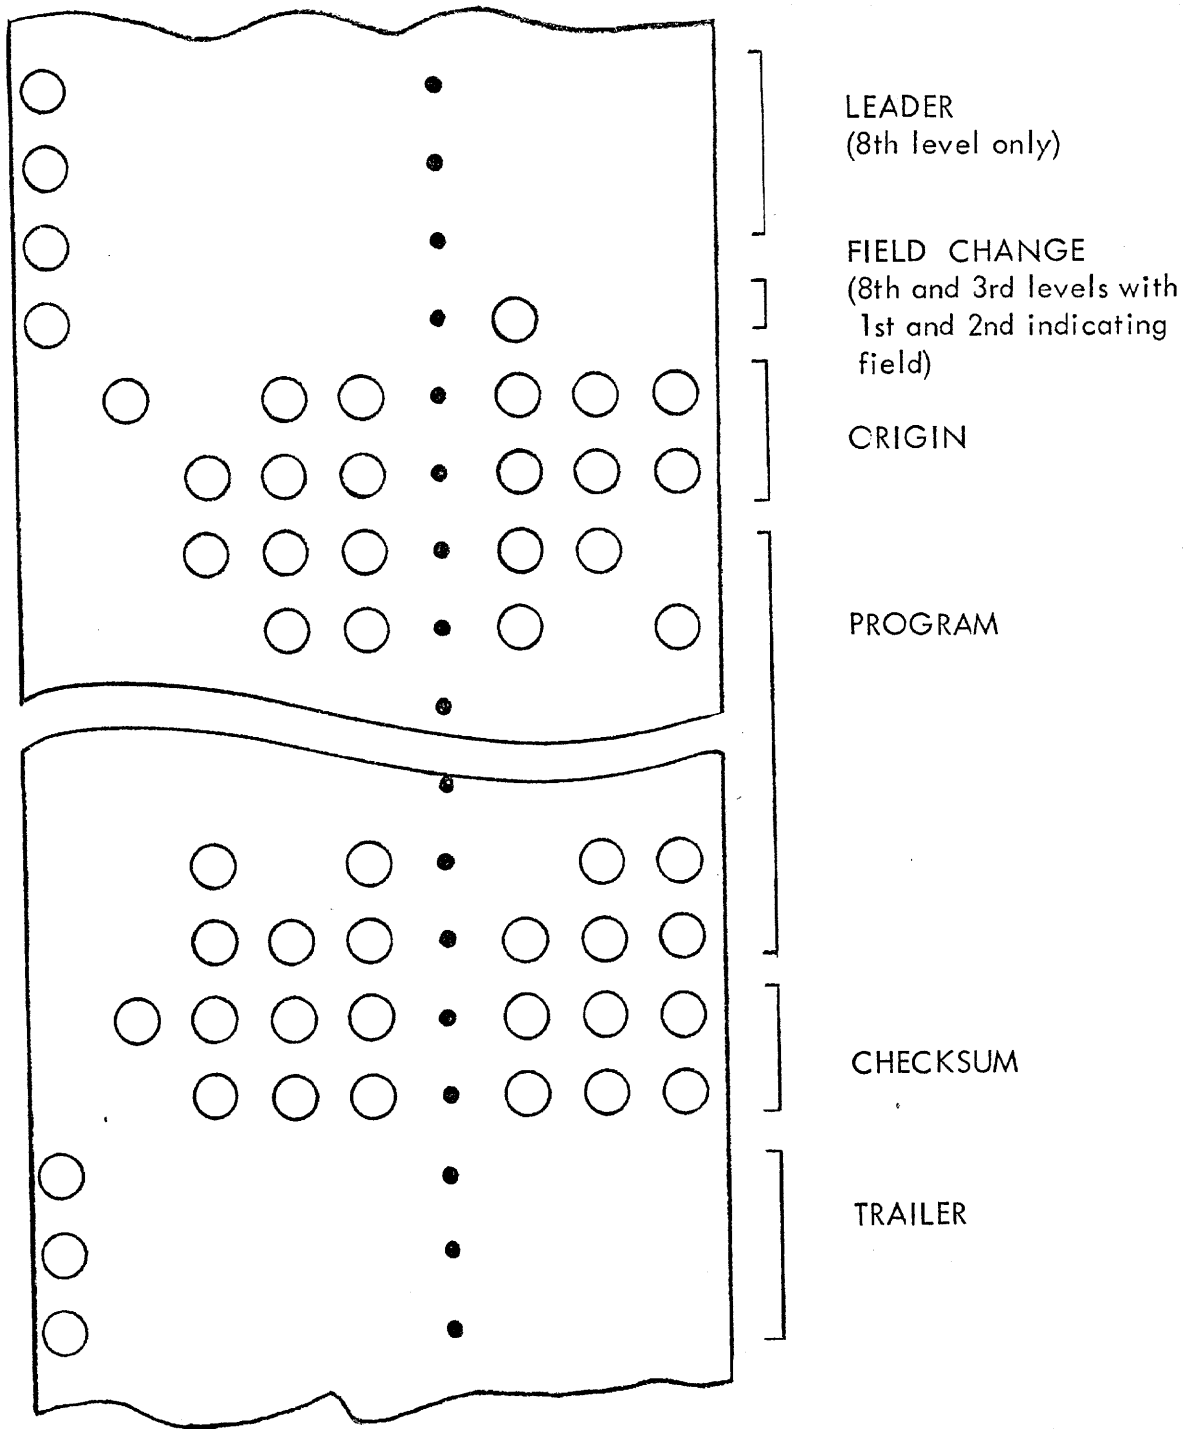 LEADER
(8th level only)
FIELD CHANGE
(8th and 3rd levels with
1st and 2nd indicating
field)
ORIGIN
PROGRAM
CHECKSUM
TRAILER